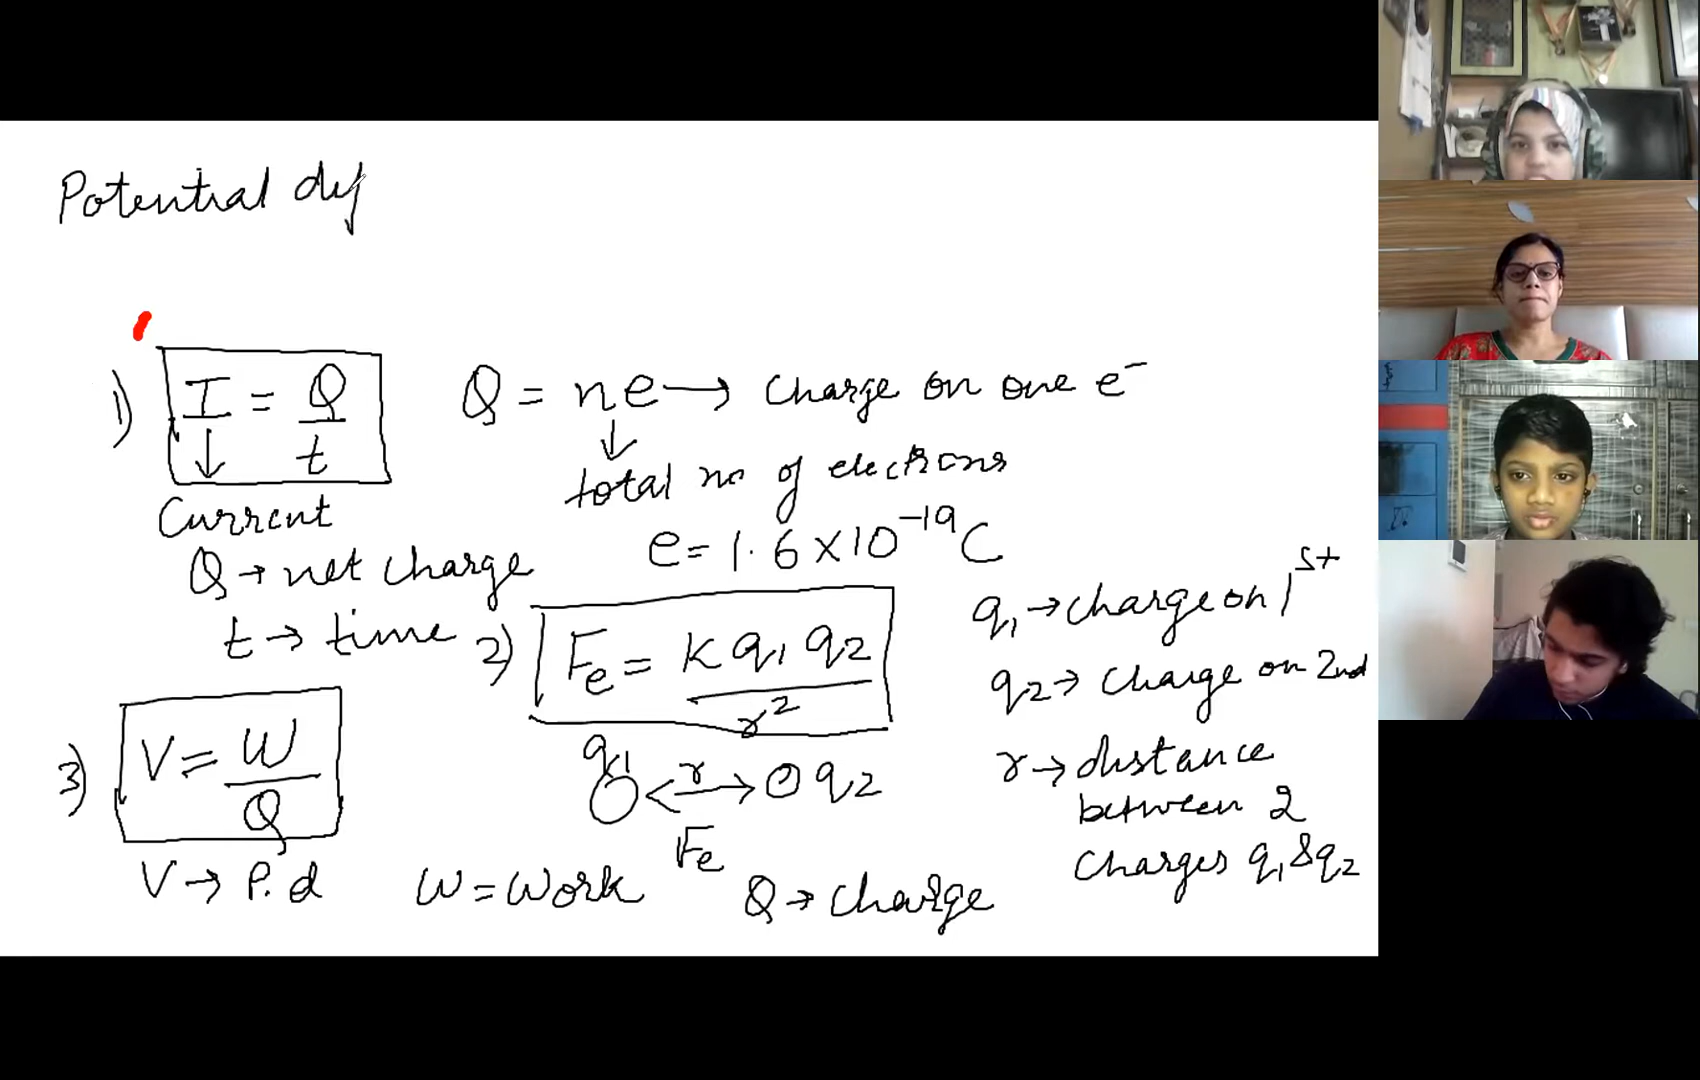 Potential dif
1) I = Q/t
Q = ne → charge on one e⁻
↓
total no of electrons
↓
Current
e = 1.6 × 10⁻¹⁹ C
Q → net charge
t → time
2) Fe = K q₁ q₂ / r²
q₁ → charge on 1st
q₂ → charge on 2nd
r → distance
between 2
charges q₁ & q₂
q₁ ← r → q₂
Fe
3) V = W/Q
V → P.d
W = Work
Q → charge